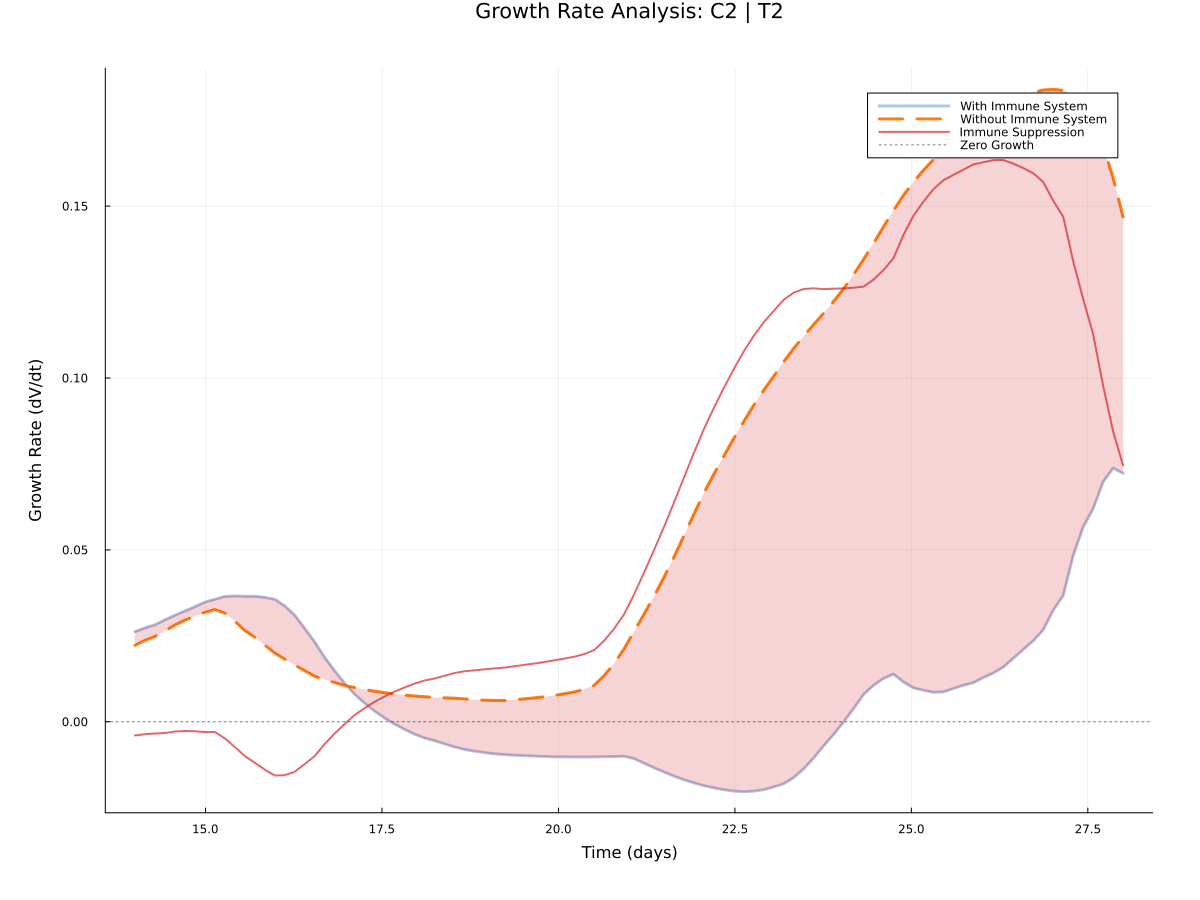 Growth Rate Analysis: C2 | T2
With Immune System
Without Immune System
Immune Suppression
Zero Growth
0.15
0.10
0.05
0.00
Growth Rate (dV/dt)
15.0 17.5 20.0 22.5 25.0 27.5
Time (days)